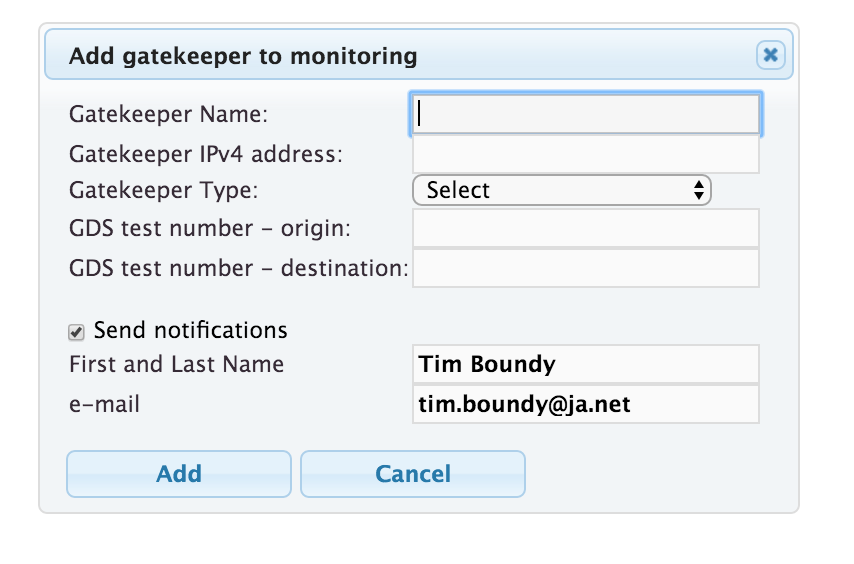 Add gatekeeper to monitoring
Gatekeeper Name:
Gatekeeper IPv4 address:
Gatekeeper Type: Select
GDS test number – origin:
GDS test number – destination:
Send notifications
First and Last Name Tim Boundy
e-mail tim.boundy@ja.net
Add Cancel